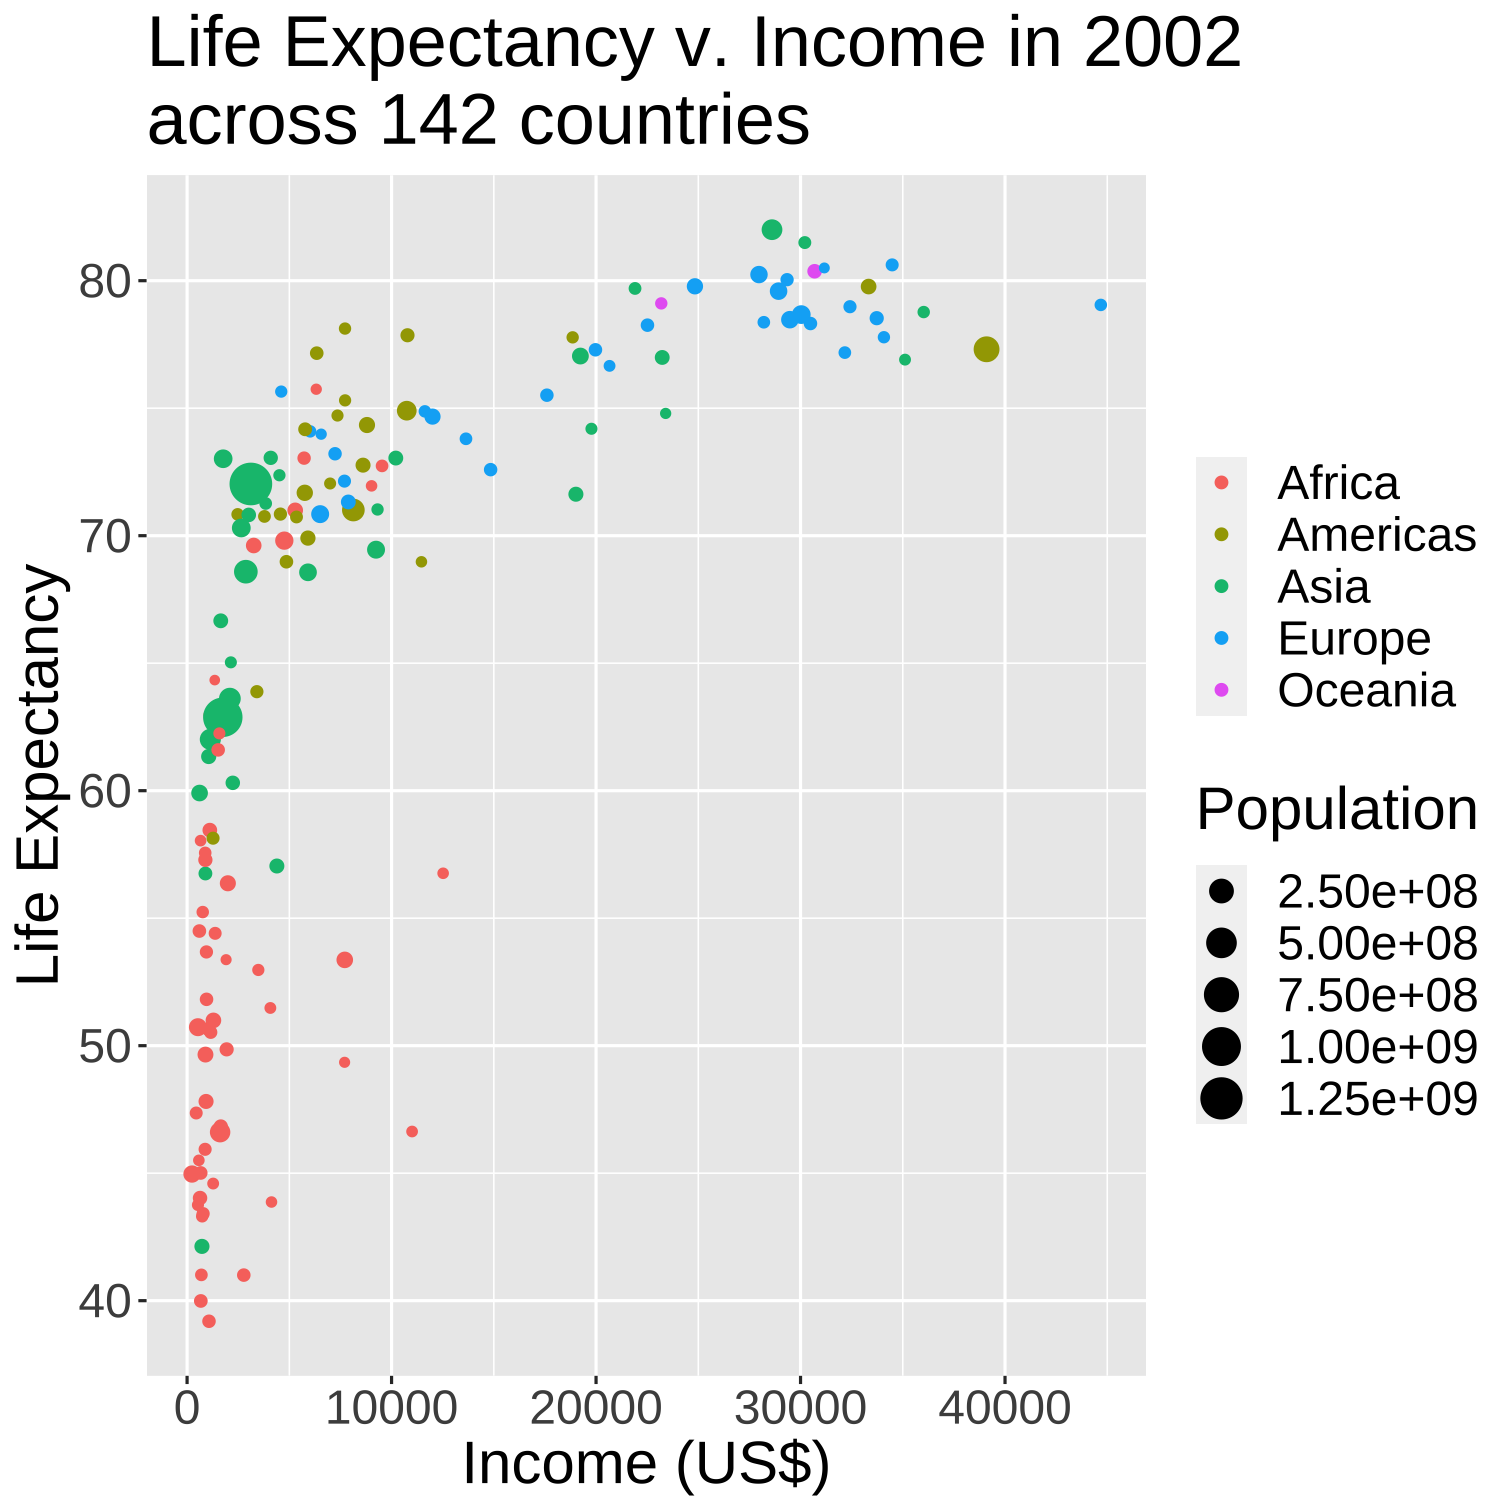 Life Expectancy v. Income in 2002
across 142 countries
Life Expectancy
80
70
60
50
40
0
10000
20000
30000
40000
Income (US$)
Africa
Americas
Asia
Europe
Oceania
Population
2.50e+08
5.00e+08
7.50e+08
1.00e+09
1.25e+09